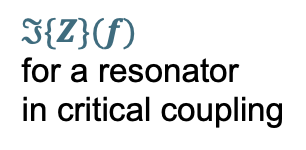 ℑ{Z}(f)
for a resonator
in critical coupling